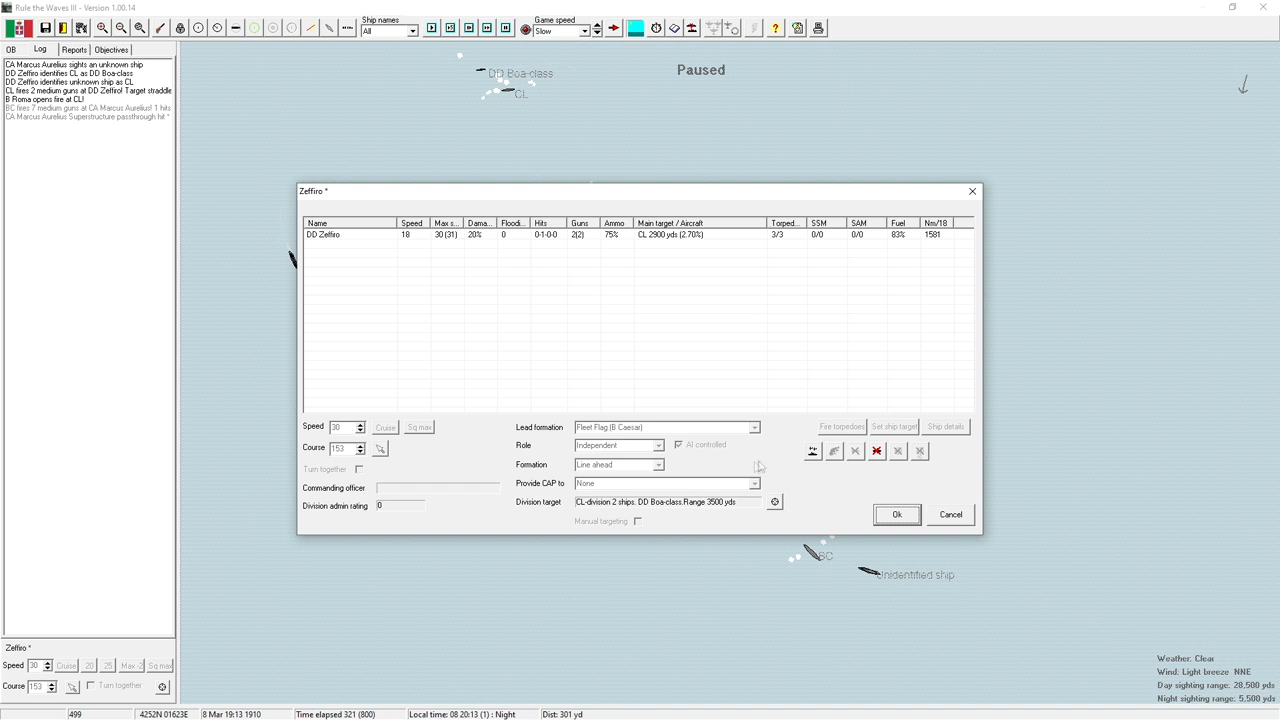 Rule the Waves III - Version 1.00.14
Ship names
All
Game speed
Slow
OB Log Reports Objectives
CA Marcus Aurelius sights an unknown ship
DD Zeffiro identifies CL as DD Boa-class
DD Zeffiro identifies unknown ship as CL
CL fires 2 medium guns at DD Zeffiro! Target straddle
B Roma opens fire at CL!
BC fires 7 medium guns at CA Marcus Aurelius! 1 hits
CA Marcus Aurelius Superstructure passthrough hit *
DD Boa-class
CL
Paused
Zeffiro *
Name Speed Max s... Dama... Floodi... Hits Guns Ammo Main target / Aircraft Torped... SSM SAM Fuel Nm/18
DD Zeffiro 18 30 (31) 20% 0 0-1-0-0 2(2) 75% CL 2900 yds (2.70%) 3/3 0/0 0/0 83% 1581
Speed 30 Cruise Sq max
Course 153
Turn together
Commanding officer
Division admin rating 0
Lead formation Fleet Flag (B Caesar)
Role Independent AI controlled
Formation Line ahead
Provide CAP to None
Division target CL-division 2 ships. DD Boa-class.Range 3500 yds
Manual targeting
Fire torpedoes Set ship target Ship details
Ok Cancel
BC
Unidentified ship
Zeffiro *
Speed 30 Cruise 20 25 Max -2 Sq max
Course 153 Turn together
Weather: Clear
Wind: Light breeze NNE
Day sighting range: 28,500 yds
Night sighting range: 5,500 yds
499 4252N 01623E 8 Mar 19:13 1910 Time elapsed 321 (800) Local time: 08 20:13 (1) : Night Dist: 301 yd